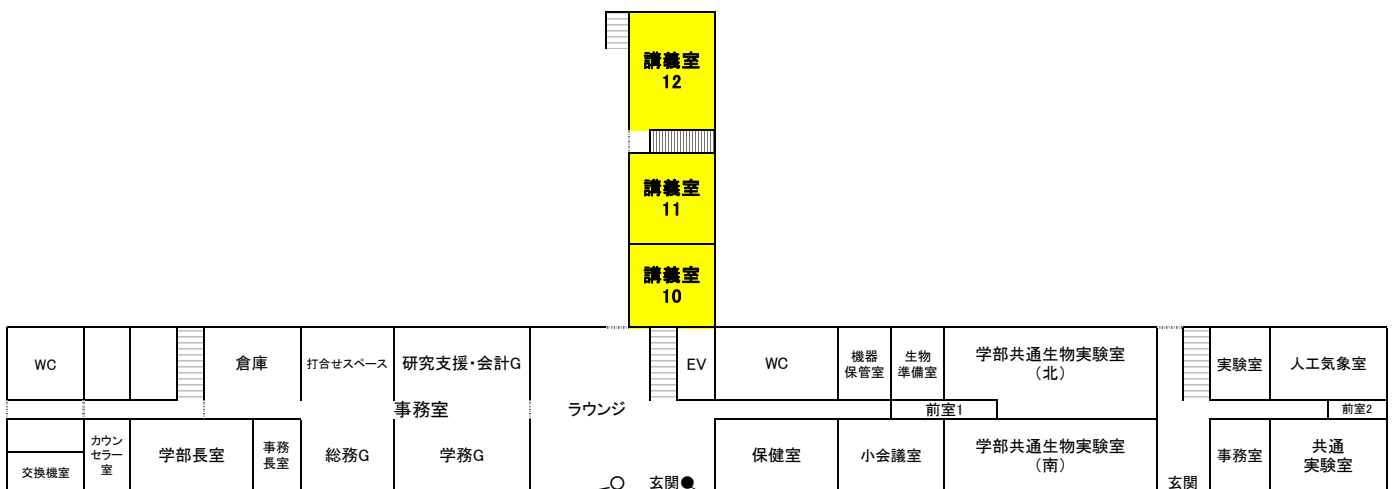 講義室
12
講義室
11
講義室
10
WC
倉庫
打合せスペース
研究支援・会計G
EV
WC
機器
保管室
生物
準備室
学部共通生物実験室
（北）
実験室
人工気象室
事務室
ラウンジ
前室1
前室2
交換機室
カウン
セラー
室
学部長室
事務
長室
総務G
学務G
保健室
小会議室
学部共通生物実験室
（南）
事務室
共通
実験室
玄関
玄関